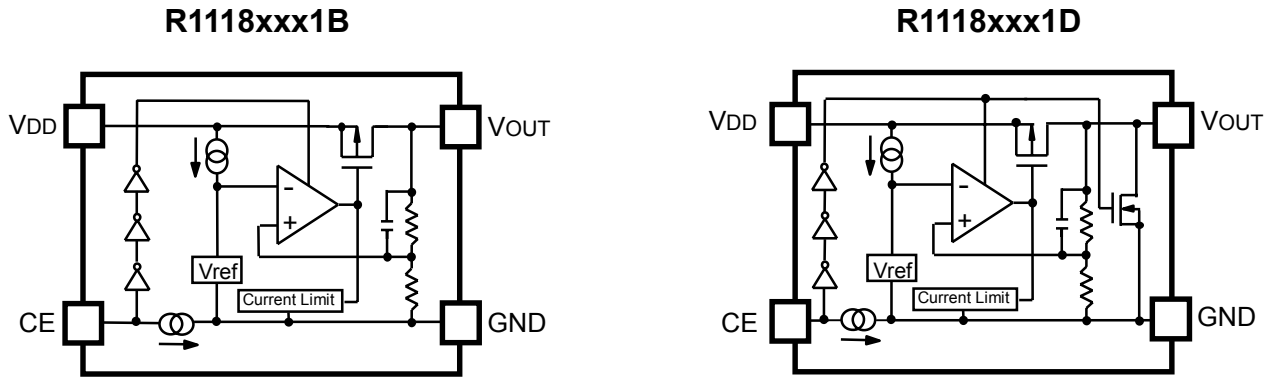 R1118xxx1B
VDD
VOUT
-
+
Vref
Current Limit
CE
GND
R1118xxx1D
VDD
VOUT
-
+
Vref
Current Limit
CE
GND